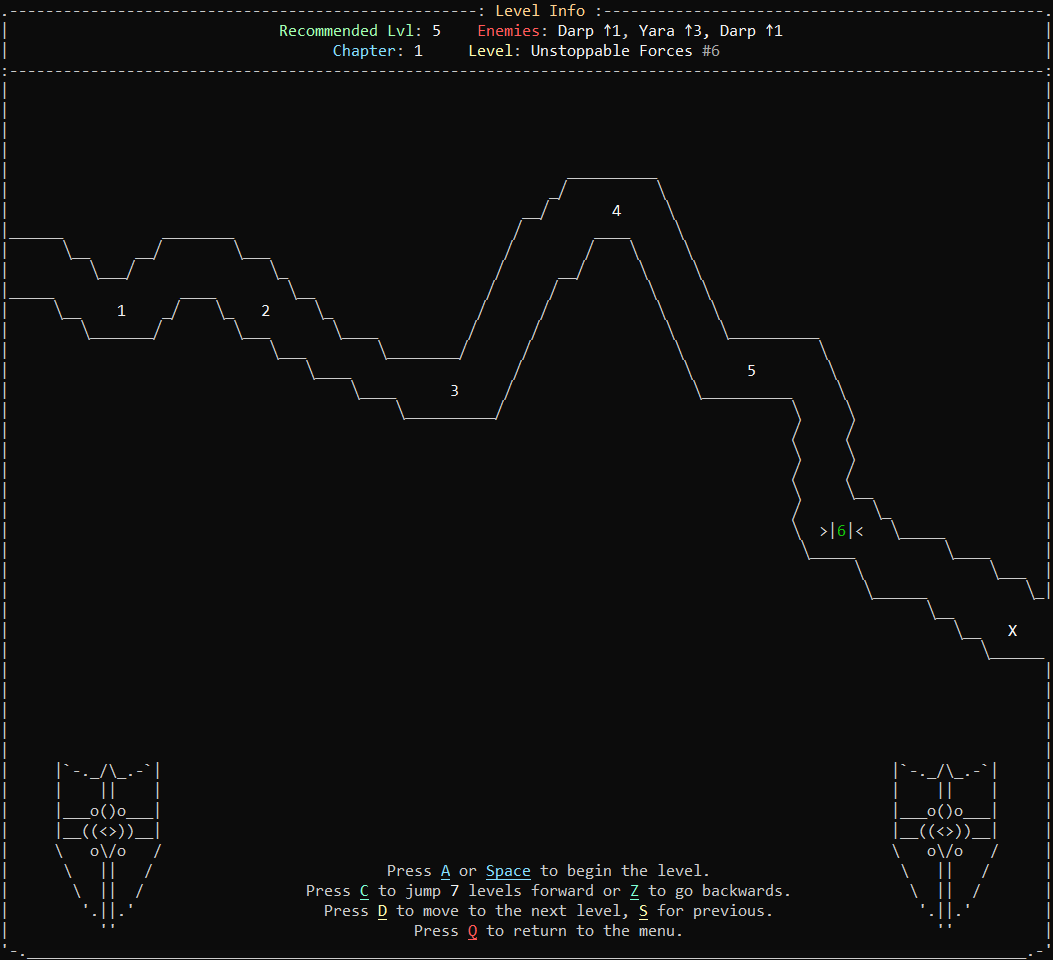 Level Info
Recommended Lvl: 5 Enemies: Darp ↑1, Yara ↑3, Darp ↑1
Chapter: 1 Level: Unstoppable Forces #6
4
1
2
5
3
>|6|<
X
Press A or Space to begin the level.
Press C to jump 7 levels forward or Z to go backwards.
Press D to move to the next level, S for previous.
Press Q to return to the menu.